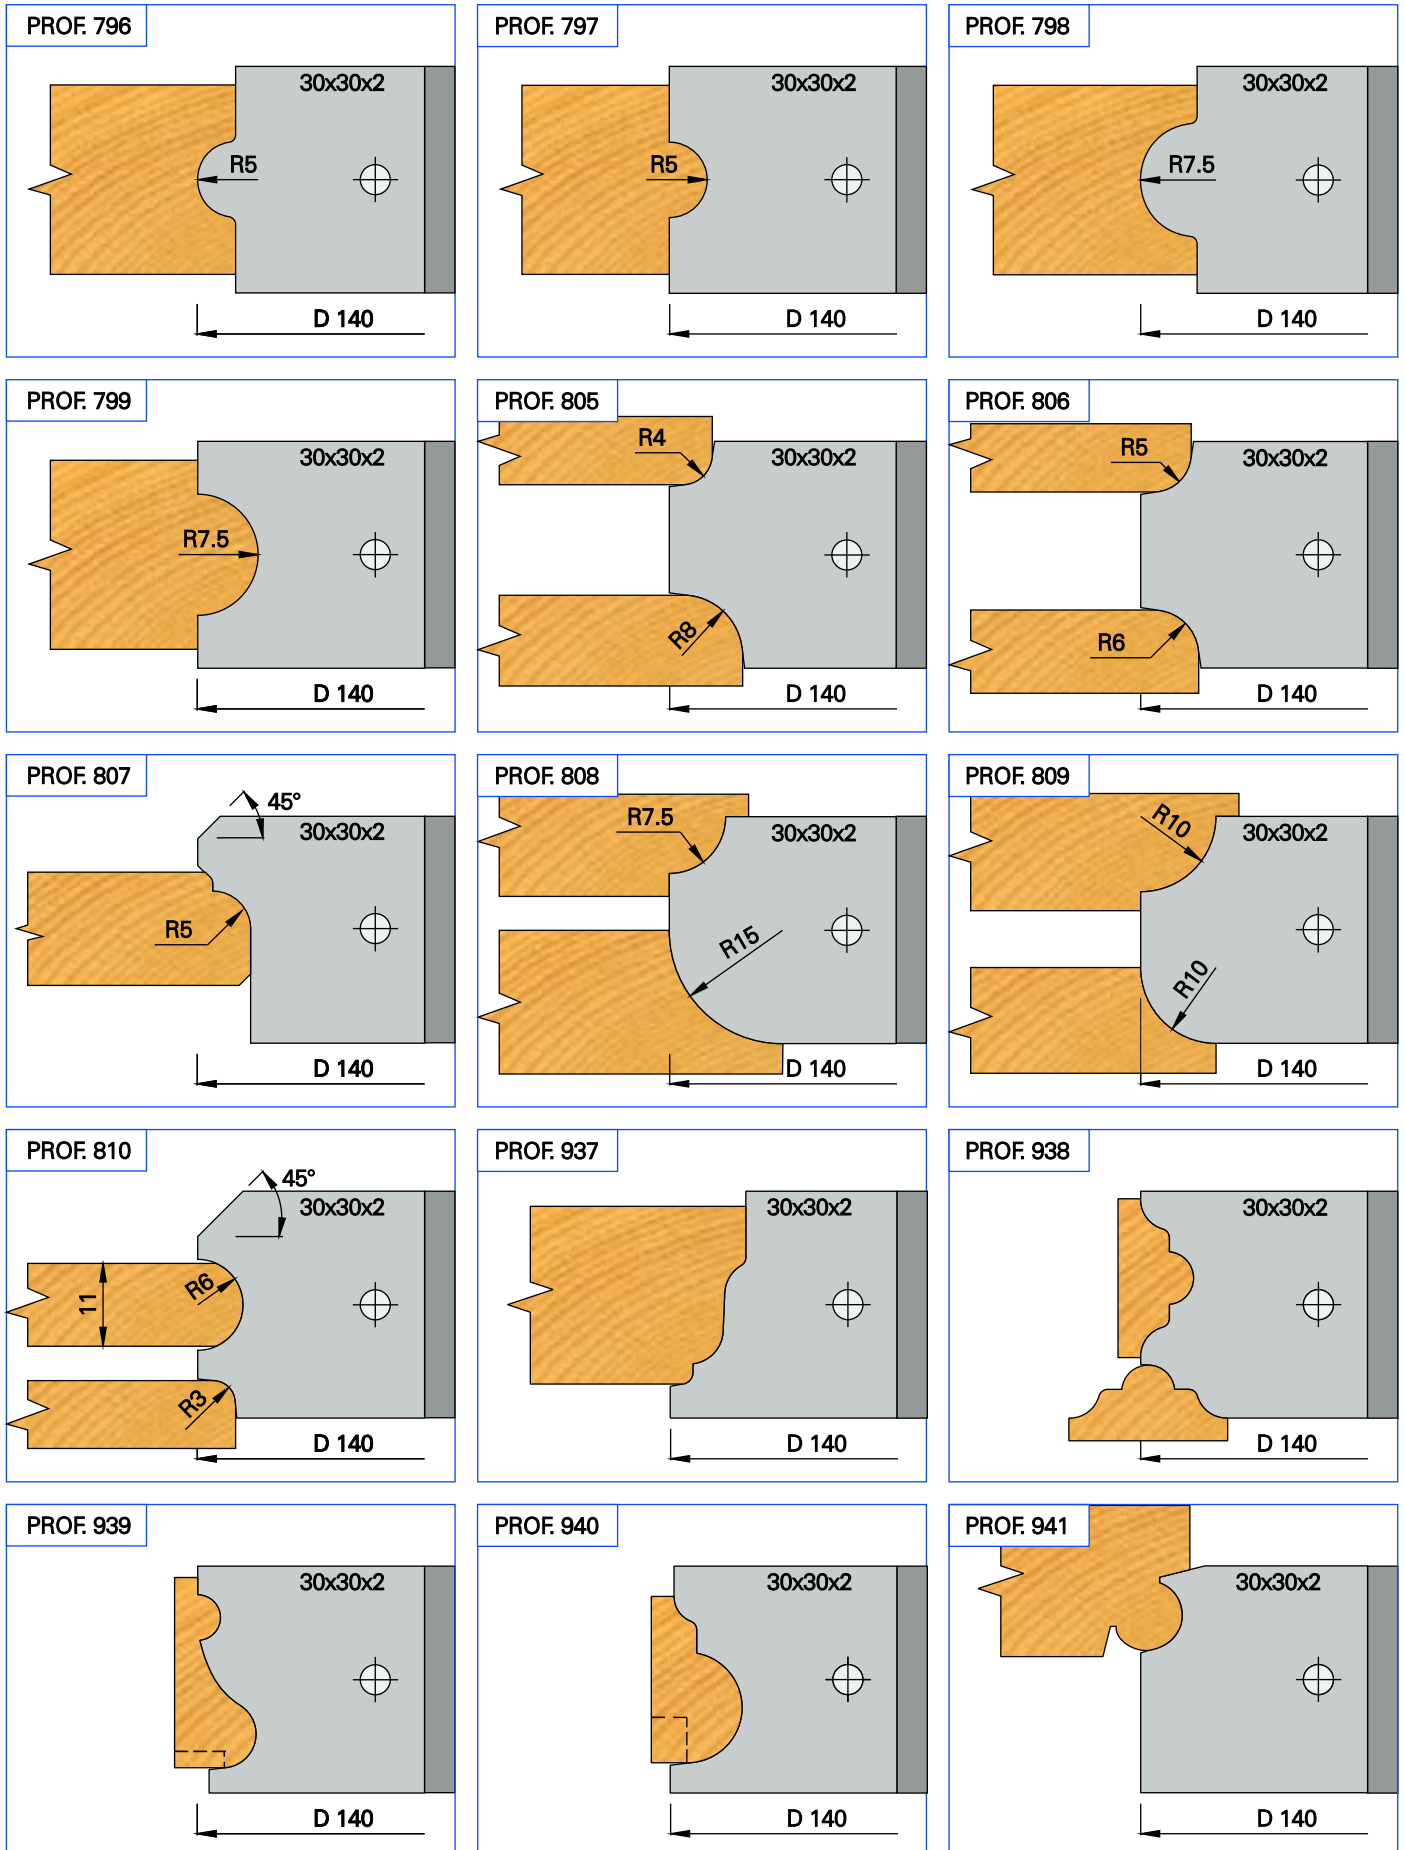 PROF. 796
30x30x2
R5
D 140
PROF. 797
30x30x2
R5
D 140
PROF. 798
30x30x2
R7.5
D 140
PROF. 799
30x30x2
R7.5
D 140
PROF. 805
R4
30x30x2
R8
D 140
PROF. 806
R5
30x30x2
R6
D 140
PROF. 807
45°
30x30x2
R5
D 140
PROF. 808
R7.5
30x30x2
R15
D 140
PROF. 809
R10
30x30x2
R10
D 140
PROF. 810
45°
30x30x2
R6
11
R3
D 140
PROF. 937
30x30x2
D 140
PROF. 938
30x30x2
D 140
PROF. 939
30x30x2
D 140
PROF. 940
30x30x2
D 140
PROF. 941
30x30x2
D 140